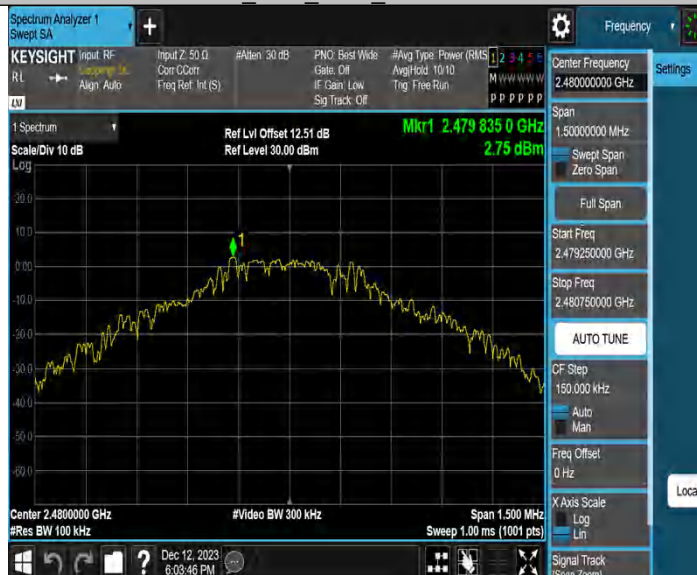 Spectrum Analyzer 1
Swept SA
+
Frequency
Settings
KEYSIGHT
RL
Input: RF
Coupling: DC
Align: Auto
Input Z: 50 Ω
Corr CCorr
Freq Ref: Int (S)
#Atten: 30 dB
PNO: Best Wide
Gate: Off
IF Gain: Low
Sig Track: Off
#Avg Type: Power (RMS
Avg|Hold: 10/10
Trig: Free Run
1 2 3 4 5 6
M W W W W W
P P P P P P
LXI
1 Spectrum
Scale/Div 10 dB
Log
Ref Lvl Offset 12.51 dB
Ref Level 30.00 dBm
Mkr1 2.479 835 0 GHz
2.75 dBm
1
20.0
10.0
0.00
-10.0
-20.0
-30.0
-40.0
-50.0
-60.0
Center 2.4800000 GHz
#Res BW 100 kHz
#Video BW 300 kHz
Span 1.500 MHz
Sweep 1.00 ms (1001 pts)
Center Frequency
2.480000000 GHz
Span
1.50000000 MHz
Swept Span
Zero Span
Full Span
Start Freq
2.479250000 GHz
Stop Freq
2.480750000 GHz
AUTO TUNE
CF Step
150.000 kHz
Auto
Man
Freq Offset
0 Hz
X Axis Scale
Log
Lin
Signal Track
(Span Zoom)
Loca
?
Dec 12, 2023
6:03:46 PM